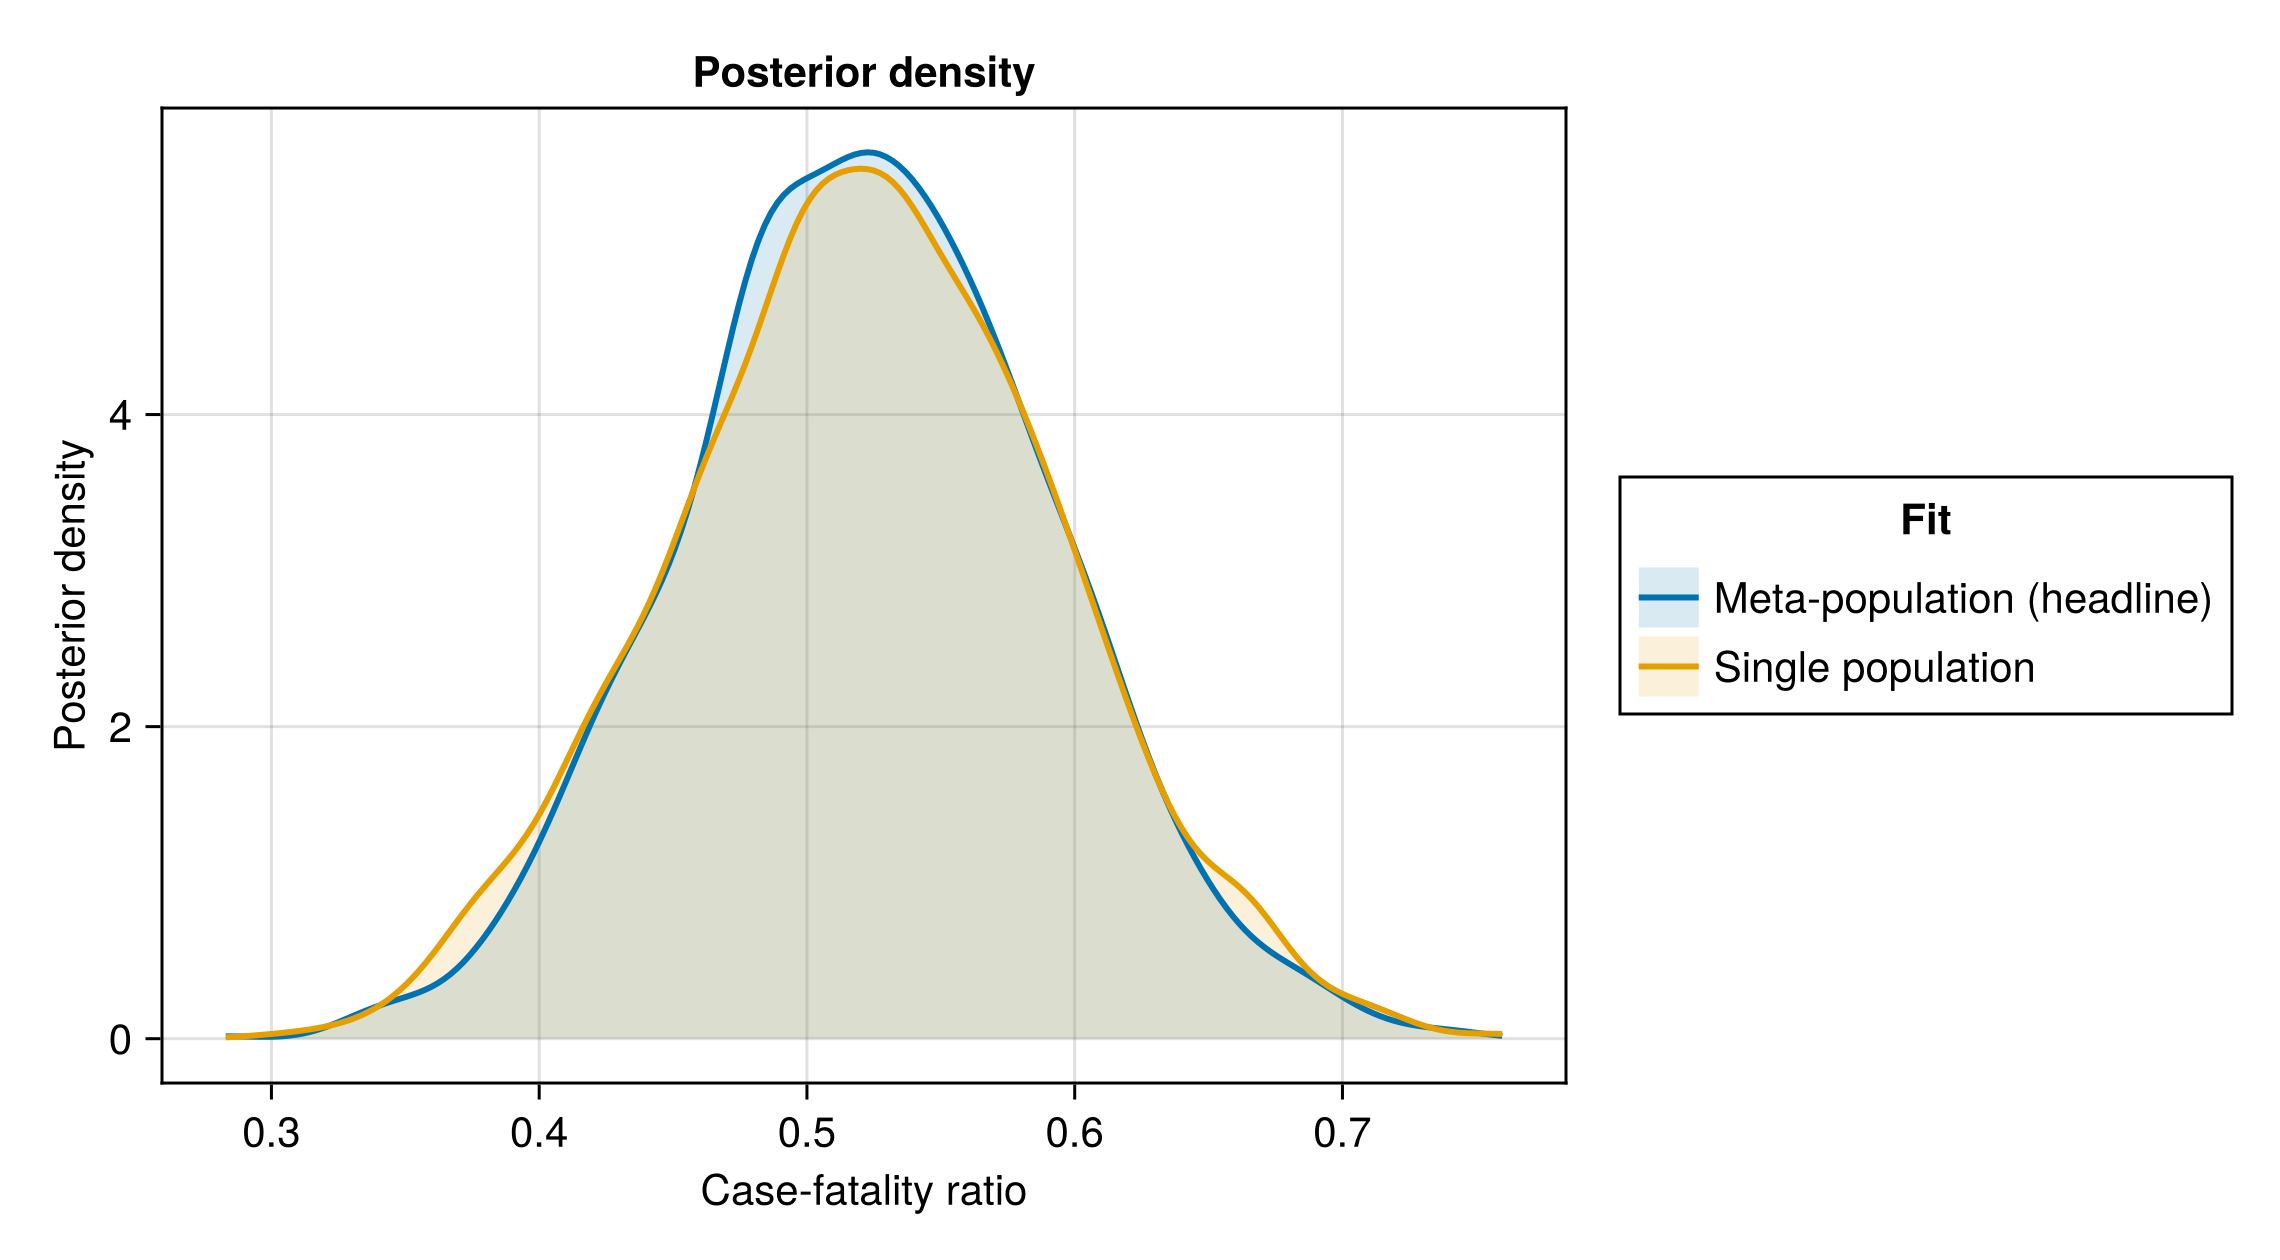 Posterior density
Posterior density
4
2
0
0.3 0.4 0.5 0.6 0.7
Case-fatality ratio
Fit
Meta-population (headline)
Single population